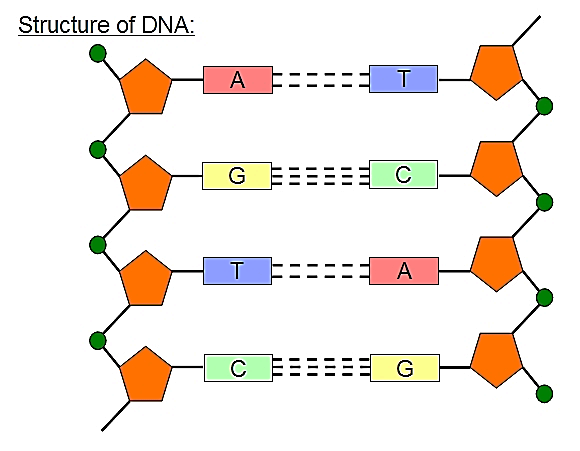 Structure of DNA:
A T
G C
T A
C G